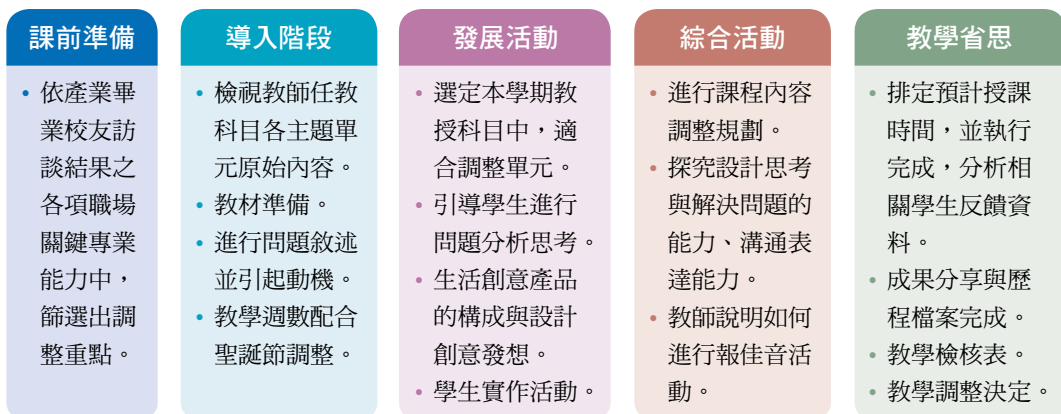 課前準備
• 依產業畢
業校友訪
談結果之
各項職場
關鍵專業
能力中，
篩選出調
整重點。
導入階段
• 檢視教師任教
科目各主題單
元原始內容。
• 教材準備。
• 進行問題敘述
並引起動機。
• 教學週數配合
聖誕節調整。
發展活動
• 選定本學期教
授科目中，適
合調整單元。
• 引導學生進行
問題分析思考。
• 生活創意產品
的構成與設計
創意發想。
• 學生實作活動。
綜合活動
• 進行課程內容
調整規劃。
• 探究設計思考
與解決問題的
能力、溝通表
達能力。
• 教師說明如何
進行報佳音活
動。
教學省思
• 排定預計授課
時間，並執行
完成，分析相
關學生反饋資
料。
• 成果分享與歷
程檔案完成。
• 教學檢核表。
• 教學調整決定。